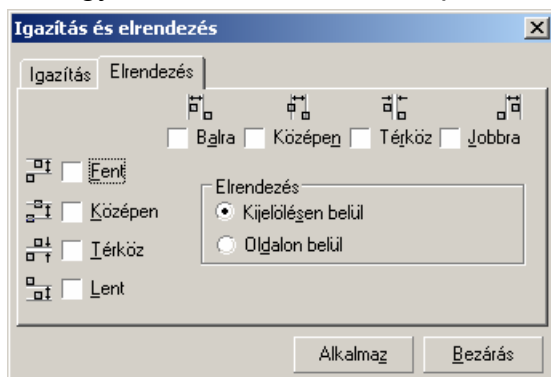 Igazítás és elrendezés
Igazítás Elrendezés
Balra Középen Térköz Jobbra
Fent
Középen
Térköz
Lent
Elrendezés
Kijelölésen belül
Oldalon belül
Alkalmaz Bezárás